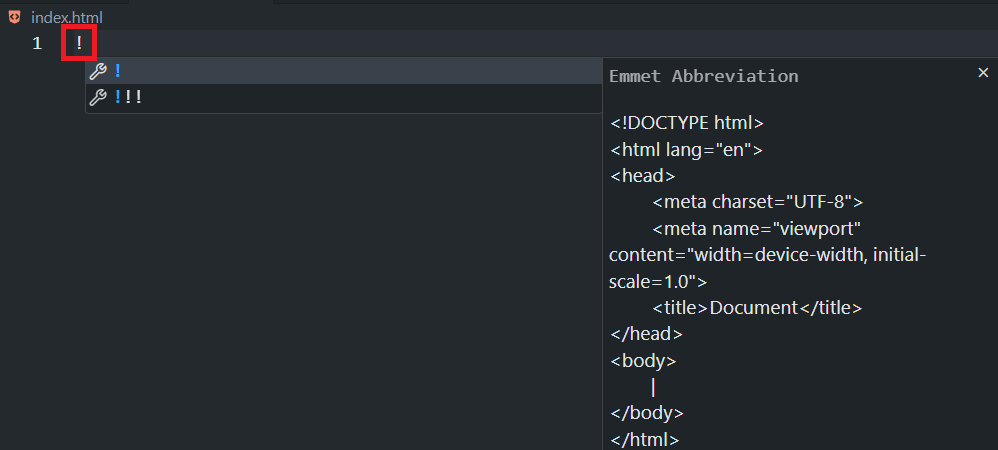 index.html
1 !
!
!!!
Emmet Abbreviation ×
<!DOCTYPE html>
<html lang="en">
<head>
<meta charset="UTF-8">
<meta name="viewport"
content="width=device-width, initial-
scale=1.0">
<title>Document</title>
</head>
<body>
|
</body>
</html>